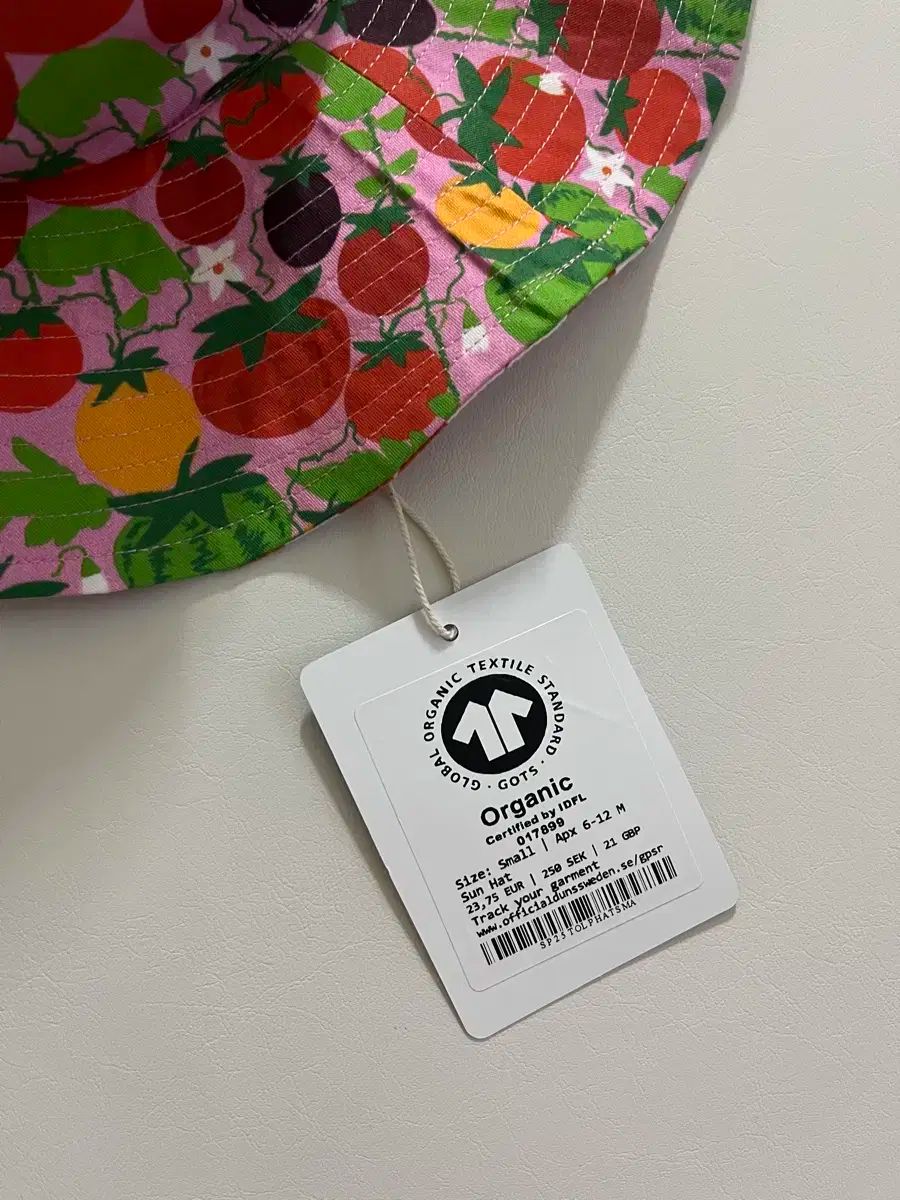 GLOBAL ORGANIC TEXTILE STANDARD · GOTS ·
Organic
Certified by IDFL
017899
Size: Small | Apx 6-12 M
Sun Hat
23,75 EUR | 250 SEK | 21 GBP
Track your garment
www.officialdunssweden.se/gpsr
SP25TOLPHATSMA